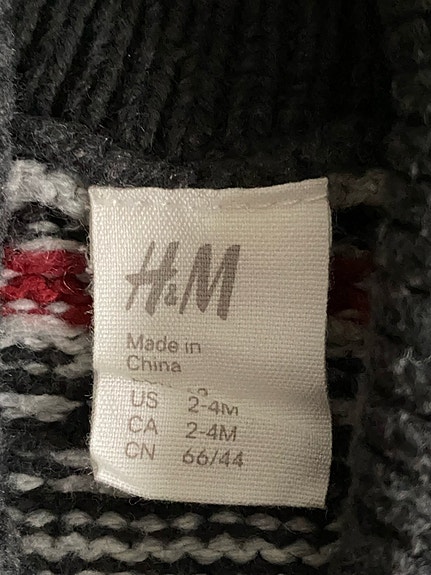 H&M
Made in
China
US 2-4M
CA 2-4M
CN 66/44